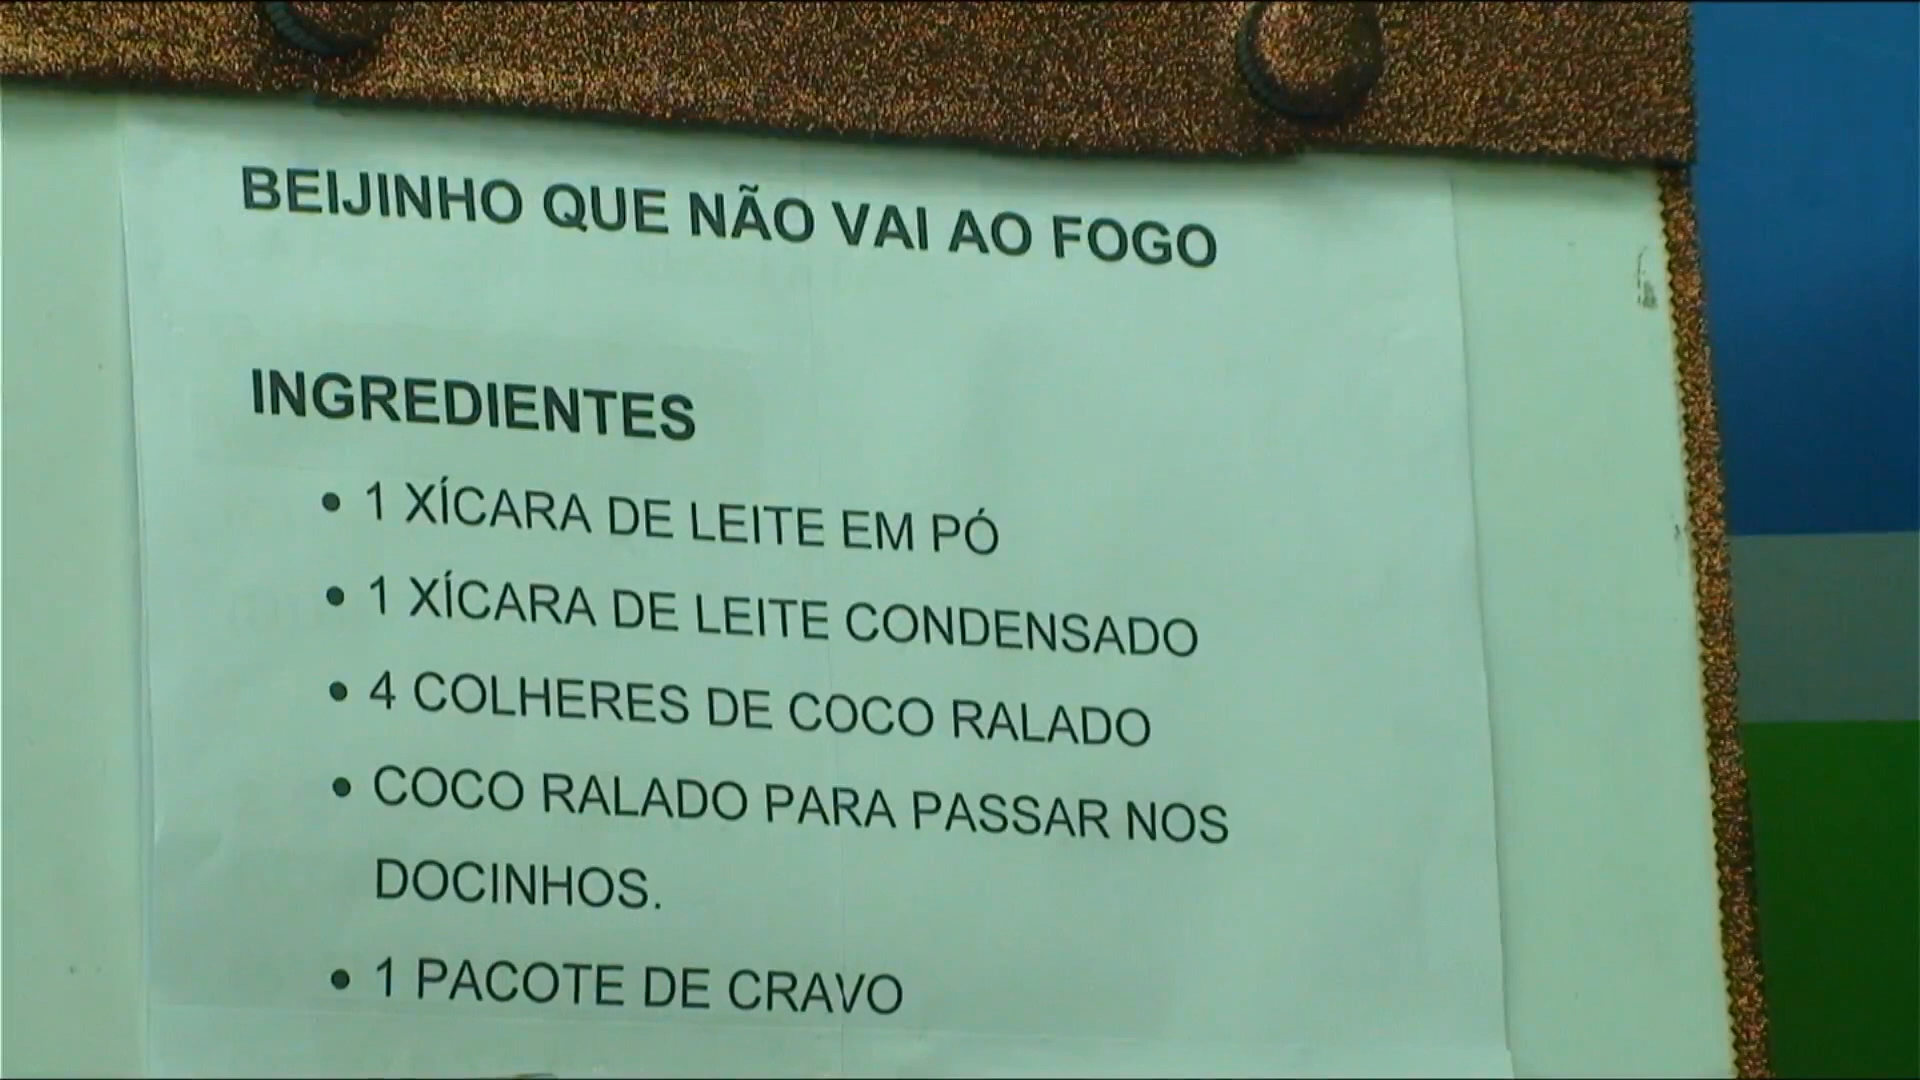 BEIJINHO QUE NÃO VAI AO FOGO
INGREDIENTES
• 1 XÍCARA DE LEITE EM PÓ
• 1 XÍCARA DE LEITE CONDENSADO
• 4 COLHERES DE COCO RALADO
• COCO RALADO PARA PASSAR NOS
DOCINHOS.
• 1 PACOTE DE CRAVO